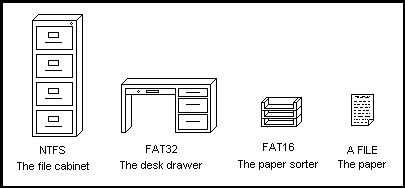 NTFS
The file cabinet
FAT32
The desk drawer
FAT16
The paper sorter
A FILE
The paper